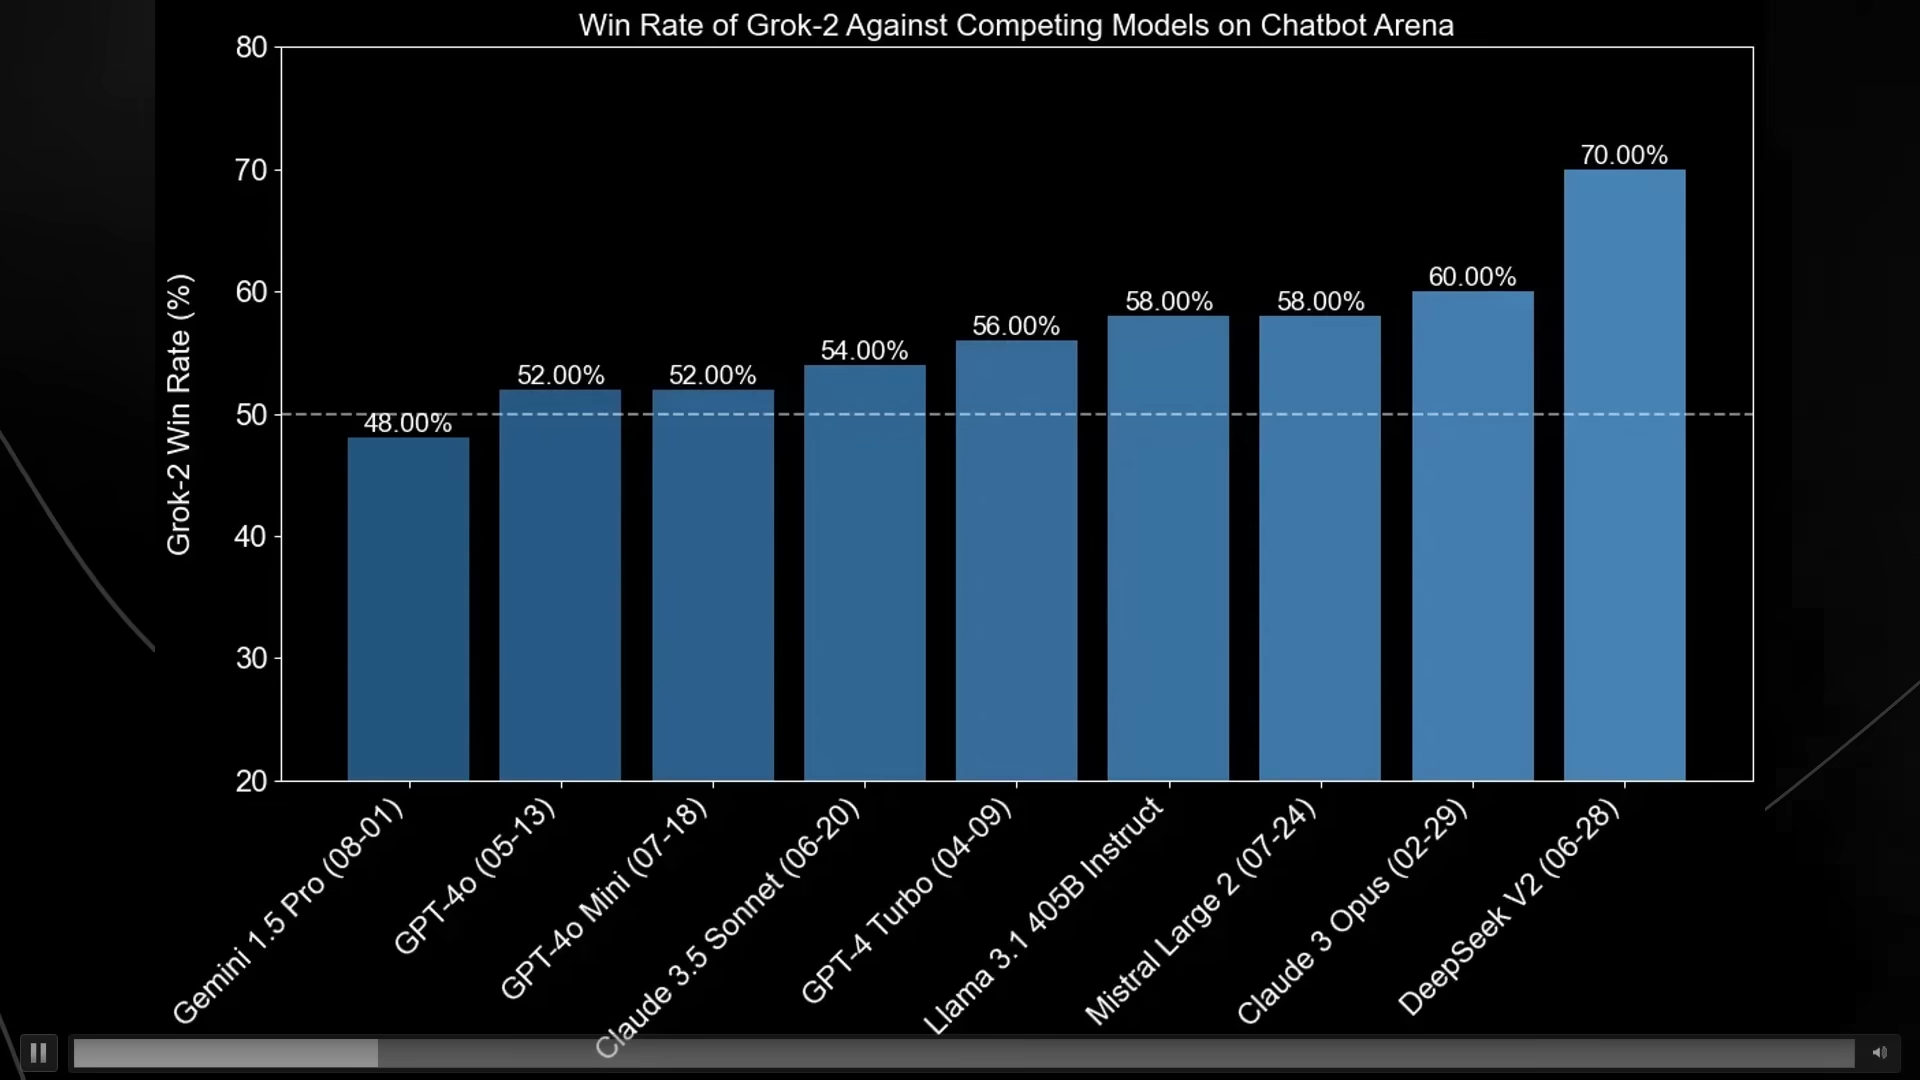 Win Rate of Grok-2 Against Competing Models on Chatbot Arena
Grok-2 Win Rate (%)
80
70
60
50
40
30
20
48.00%
52.00%
52.00%
54.00%
56.00%
58.00%
58.00%
60.00%
70.00%
Gemini 1.5 Pro (08-01)
GPT-4o (05-13)
GPT-4o Mini (07-18)
Claude 3.5 Sonnet (06-20)
GPT-4 Turbo (04-09)
Llama 3.1 405B Instruct
Mistral Large 2 (07-24)
Claude 3 Opus (02-29)
DeepSeek V2 (06-28)